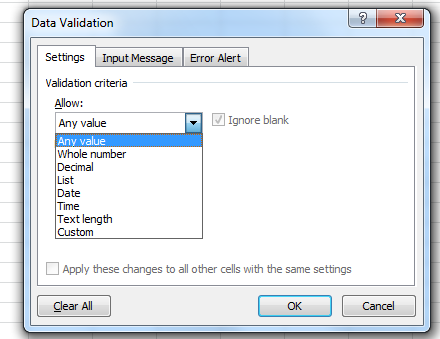 Data Validation
Settings Input Message Error Alert
Validation criteria
Allow:
Any value Ignore blank
Any value
Whole number
Decimal
List
Date
Time
Text length
Custom
Apply these changes to all other cells with the same settings
Clear All OK Cancel